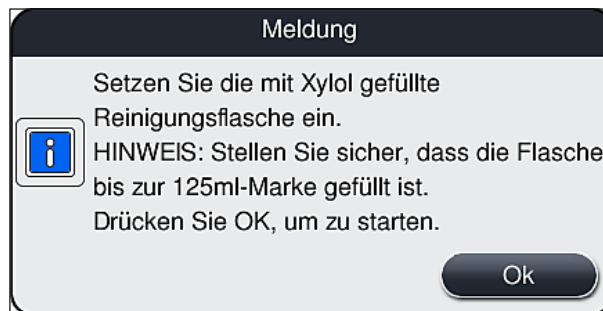 Meldung
Setzen Sie die mit Xylol gefüllte
Reinigungsflasche ein.
HINWEIS: Stellen Sie sicher, dass die Flasche
bis zur 125ml-Marke gefüllt ist.
Drücken Sie OK, um zu starten.
Ok